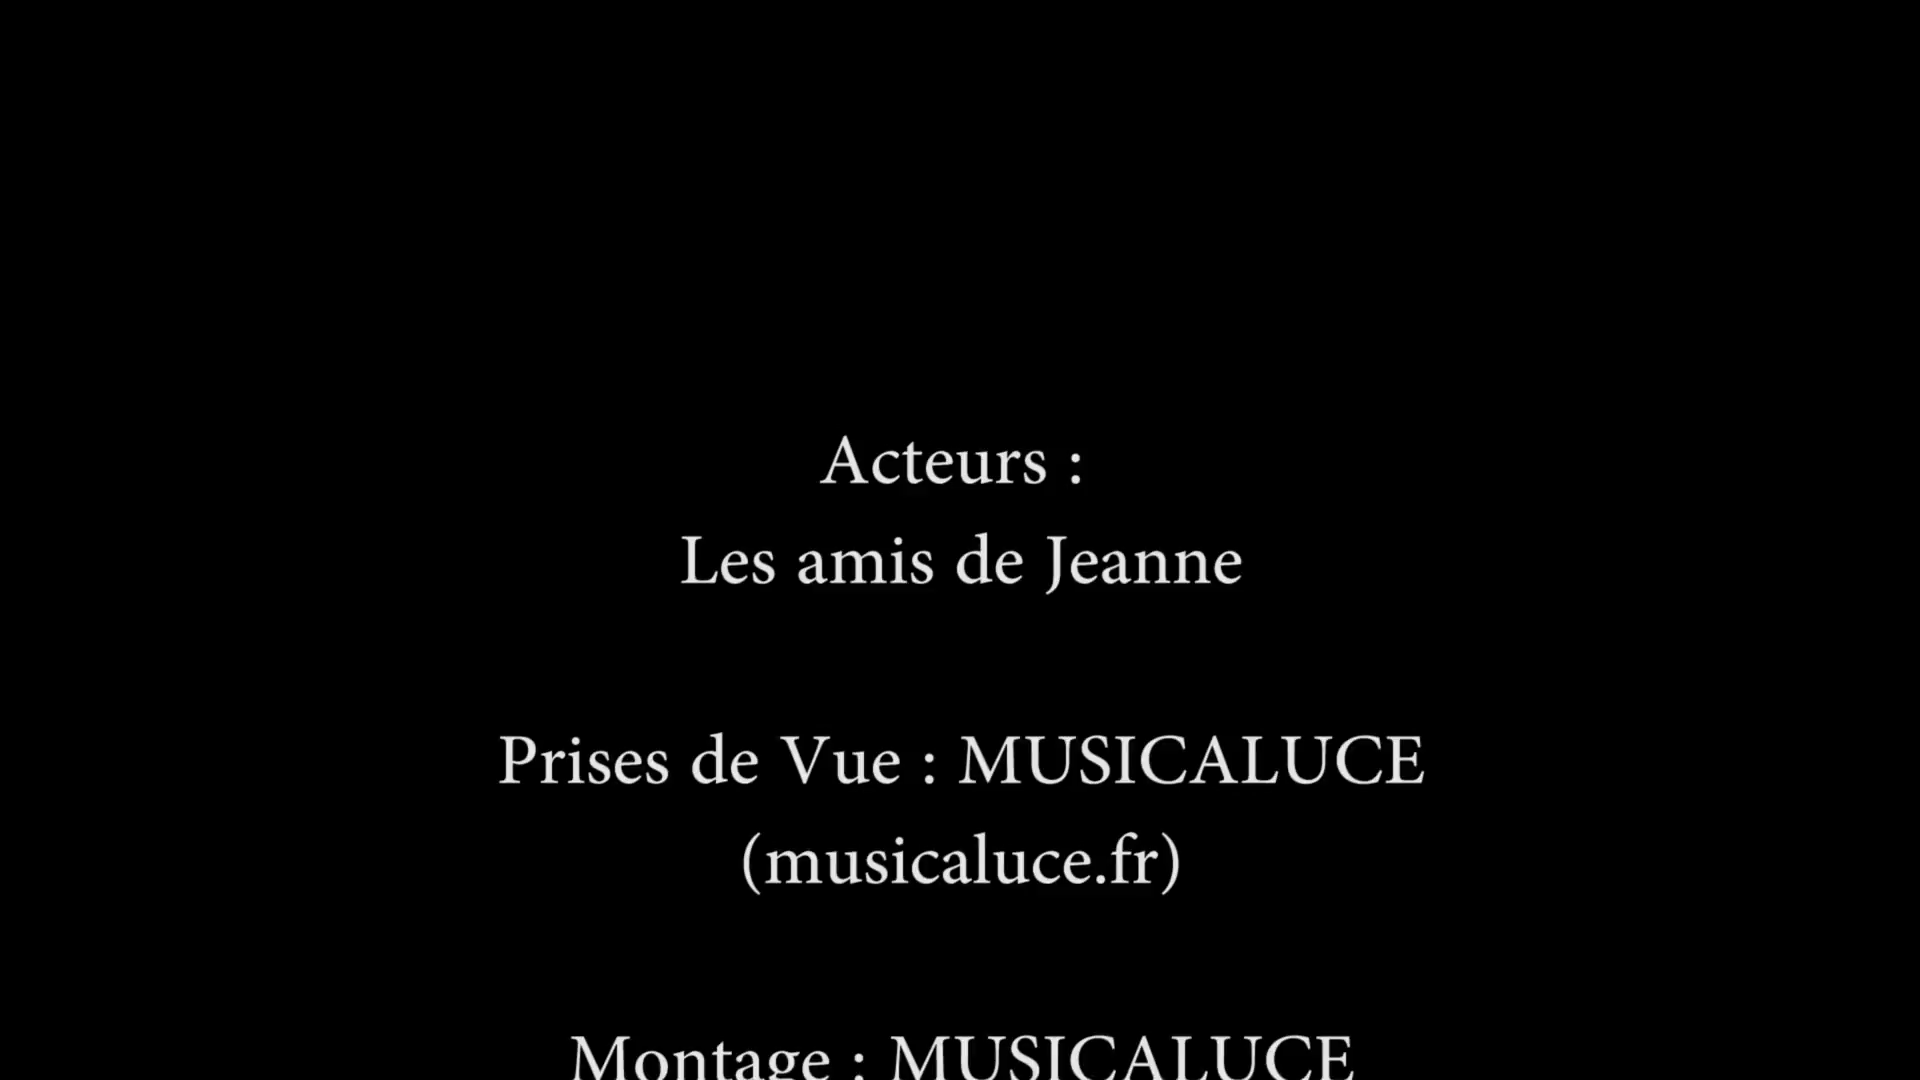 Acteurs :
Les amis de Jeanne
Prises de Vue : MUSICALUCE
(musicaluce.fr)
Montage : MUSICALUCE